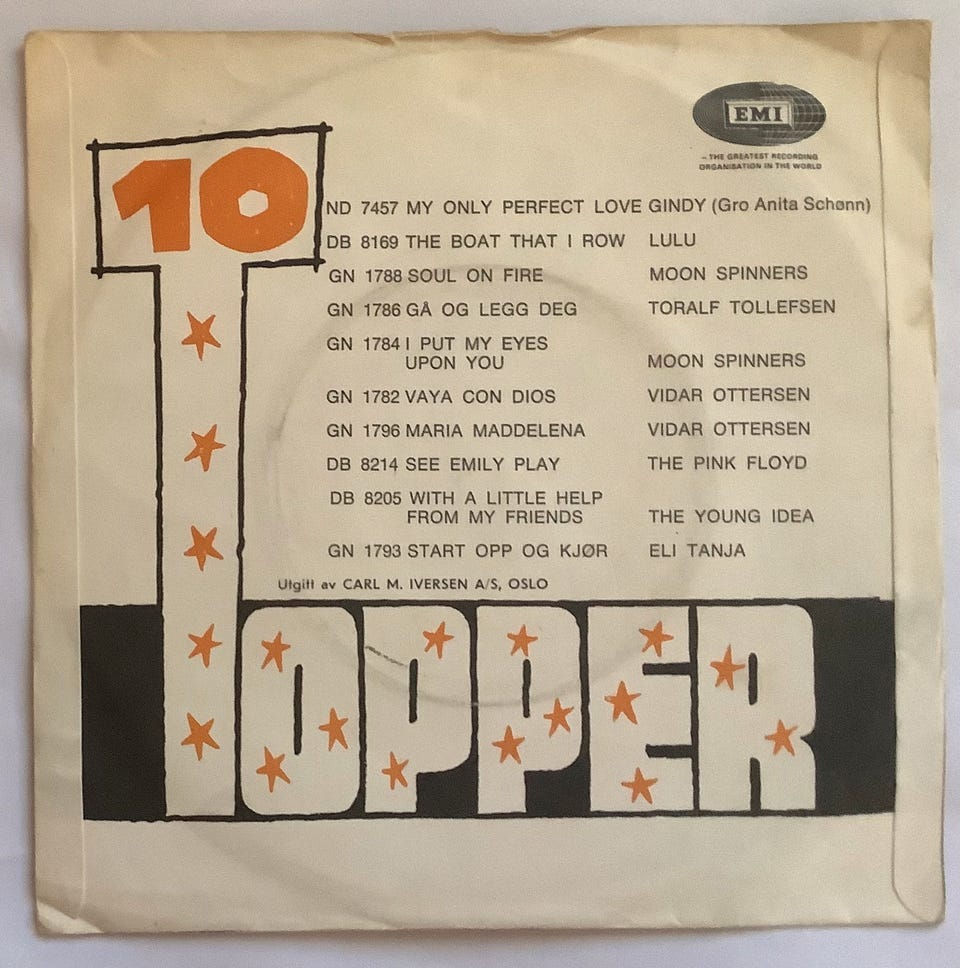 EMI
– THE GREATEST RECORDING
ORGANISATION IN THE WORLD
10
ND 7457 MY ONLY PERFECT LOVE GINDY (Gro Anita Schønn)
DB 8169 THE BOAT THAT I ROW LULU
GN 1788 SOUL ON FIRE MOON SPINNERS
GN 1786 GÅ OG LEGG DEG TORALF TOLLEFSEN
GN 1784 I PUT MY EYES
UPON YOU MOON SPINNERS
GN 1782 VAYA CON DIOS VIDAR OTTERSEN
GN 1796 MARIA MADDELENA VIDAR OTTERSEN
DB 8214 SEE EMILY PLAY THE PINK FLOYD
DB 8205 WITH A LITTLE HELP
FROM MY FRIENDS THE YOUNG IDEA
GN 1793 START OPP OG KJØR ELI TANJA
Utgitt av CARL M. IVERSEN A/S, OSLO
TOPPER